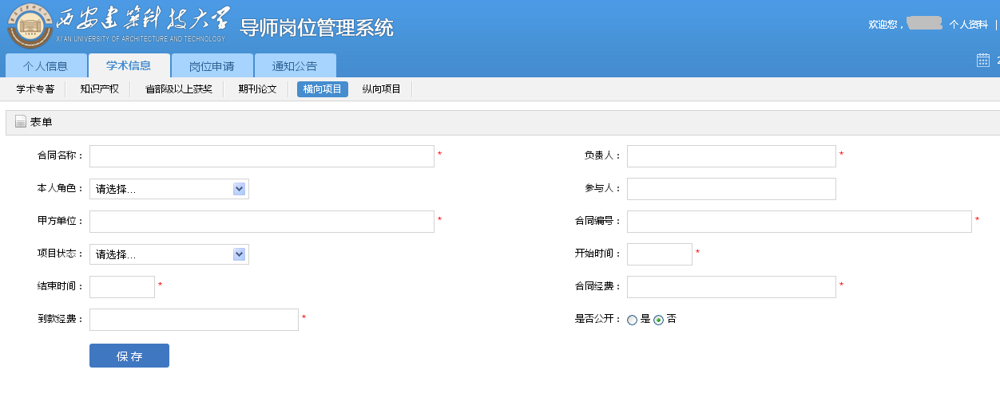 西安建筑科技大学
XI'AN UNIVERSITY OF ARCHITECTURE AND TECHNOLOGY
导师岗位管理系统
欢迎您， 个人资料 |
个人信息 学术信息 岗位申请 通知公告
学术专著 知识产权 省部级以上获奖 期刊论文 横向项目 纵向项目
表单
合同名称： * 负责人： *
本人角色： 请选择... 参与人：
甲方单位： * 合同编号： *
项目状态： 请选择... 开始时间： *
结束时间： * 合同经费： *
到款经费： * 是否公开： 是 否
保存